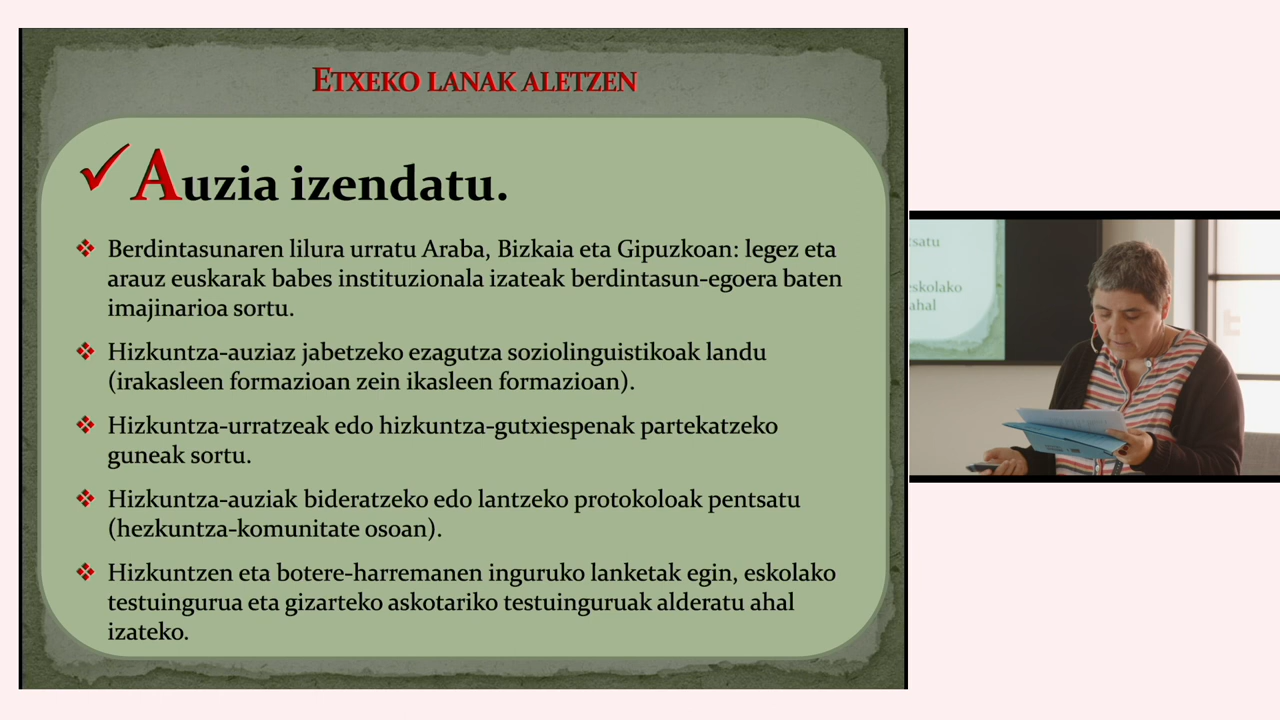 ETXEKO LANAK ALETZEN
Auzia izendatu.
Berdintasunaren lilura urratu Araba, Bizkaia eta Gipuzkoan: legez eta
arauz euskarak babes instituzionala izateak berdintasun-egoera baten
imajinarioa sortu.
Hizkuntza-auziaz jabetzeko ezagutza soziolinguistikoak landu
(irakasleen formazioan zein ikasleen formazioan).
Hizkuntza-urratzeak edo hizkuntza-gutxiespenak partekatzeko
guneak sortu.
Hizkuntza-auziak bideratzeko edo lantzeko protokoloak pentsatu
(hezkuntza-komunitate osoan).
Hizkuntzen eta botere-harremanen inguruko lanketak egin, eskolako
testuingurua eta gizarteko askotariko testuinguruak alderatu ahal
izateko.
tsatu
eskolako
ahal